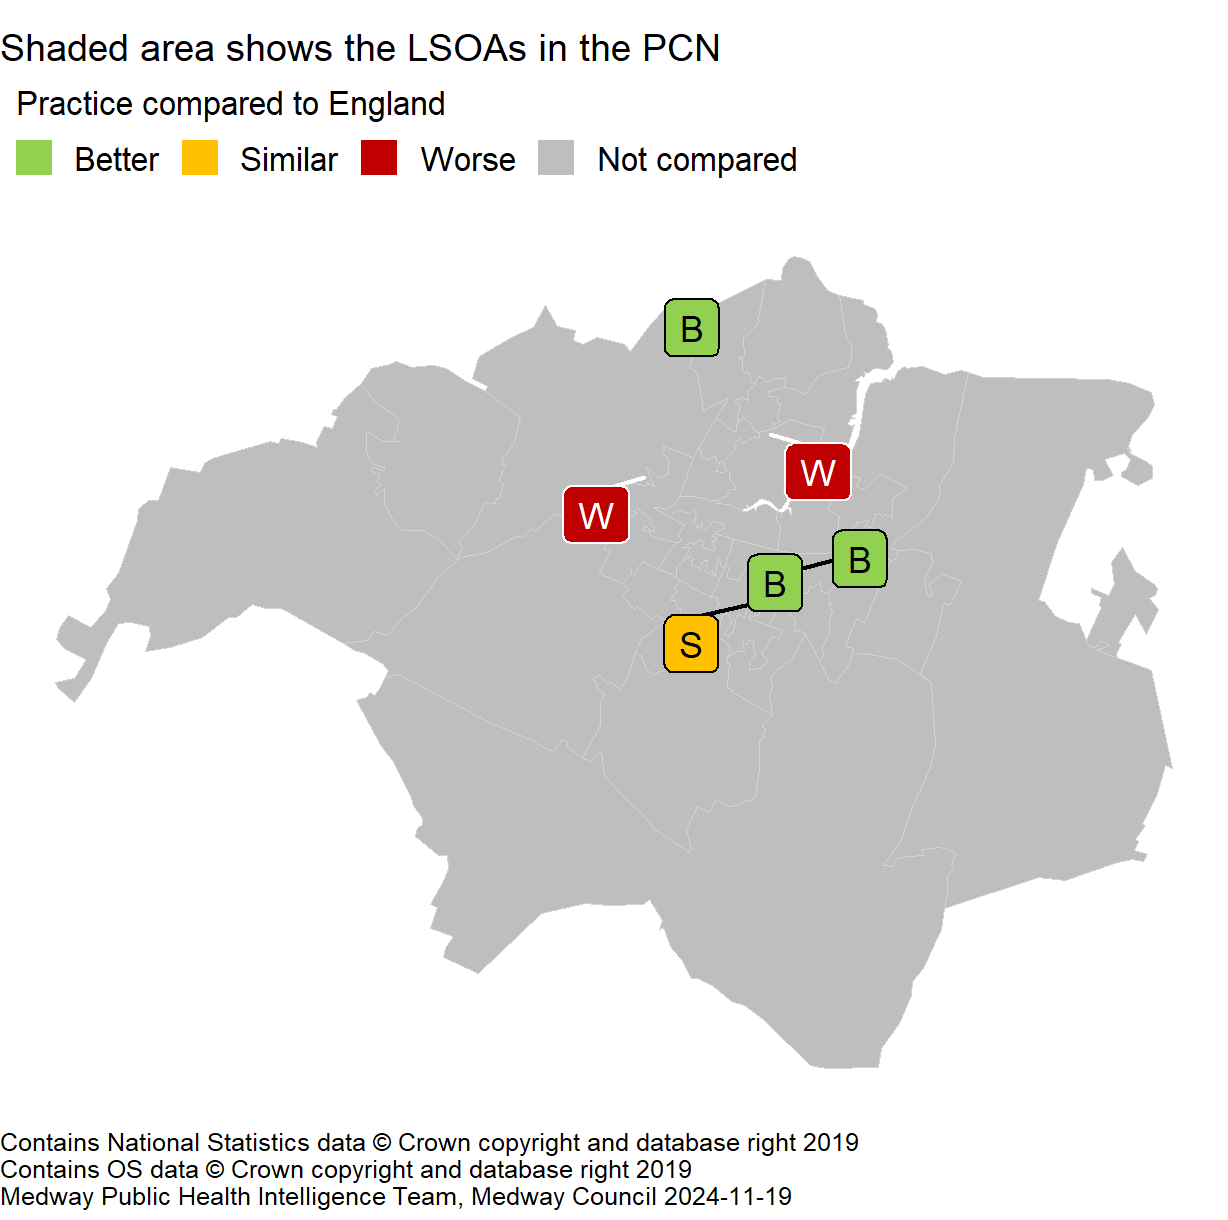 Shaded area shows the LSOAs in the PCN
Practice compared to England
Better Similar Worse Not compared
B
W
W
B
B
S
Contains National Statistics data © Crown copyright and database right 2019
Contains OS data © Crown copyright and database right 2019
Medway Public Health Intelligence Team, Medway Council 2024-11-19